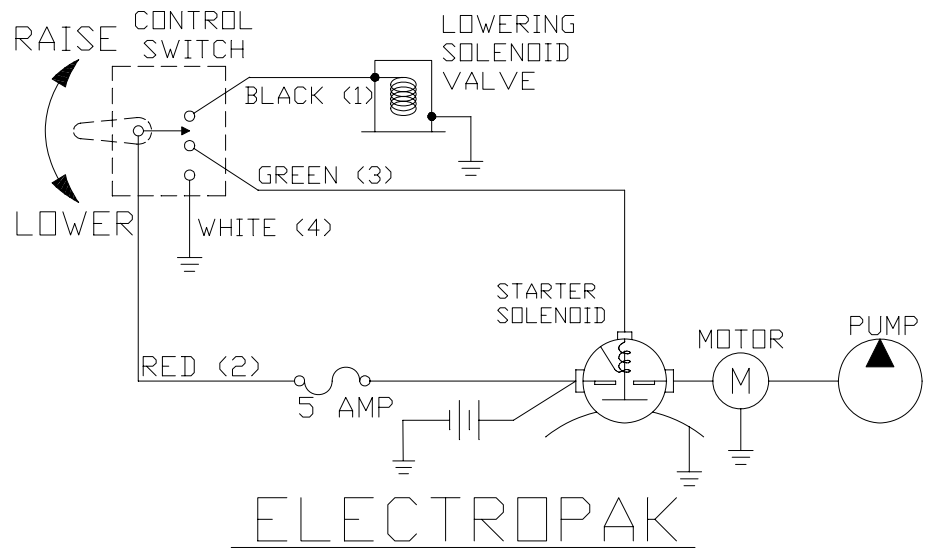 RAISE
CONTROL
SWITCH
LOWERING
SOLENOID
VALVE
BLACK (1)
GREEN (3)
LOWER
WHITE (4)
STARTER
SOLENOID
MOTOR
PUMP
RED (2)
M
5 AMP
ELECTROPAK